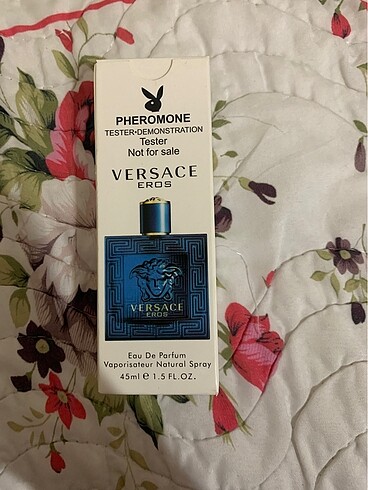 PHEROMONE
TESTER•DEMONSTRATION
Tester
Not for sale
VERSACE
EROS
VERSACE
EROS
Eau De Parfum
Vaporisateur Natural Spray
45ml e 1.5 FL.OZ.